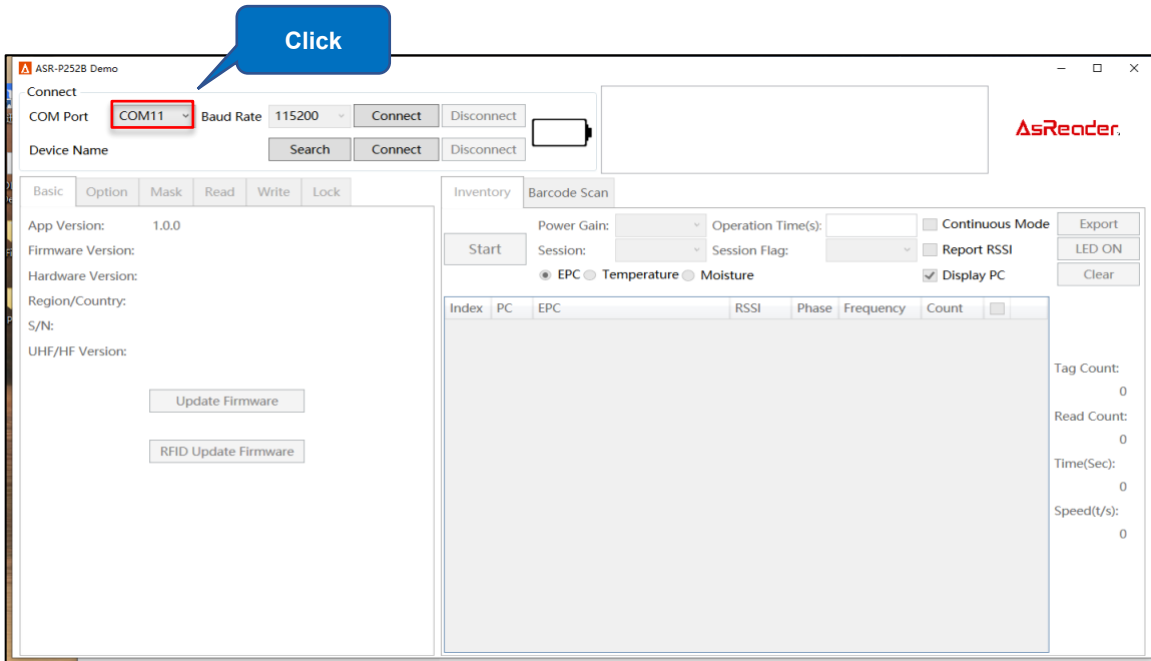 Click
ASR-P252B Demo
Connect
COM Port COM11 Baud Rate 115200 Connect Disconnect
AsReader.
Device Name Search Connect Disconnect
Basic Option Mask Read Write Lock
Inventory Barcode Scan
App Version: 1.0.0
Firmware Version:
Hardware Version:
Region/Country:
S/N:
UHF/HF Version:
Update Firmware
RFID Update Firmware
Start
Power Gain: Operation Time(s): Continuous Mode Export
Session: Session Flag: Report RSSI LED ON
EPC Temperature Moisture Display PC Clear
Index PC EPC RSSI Phase Frequency Count
Tag Count:
0
Read Count:
0
Time(Sec):
0
Speed(t/s):
0